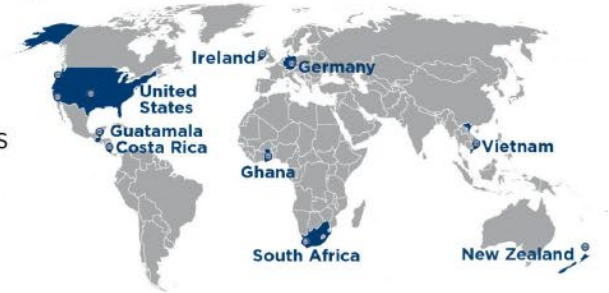 Ireland
Germany
United
States
S
Guatamala
Costa Rica
Vietnam
Ghana
South Africa
New Zealand